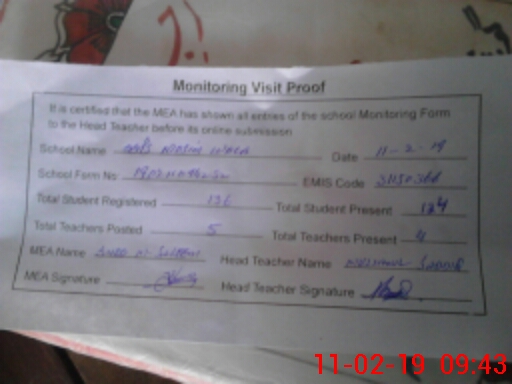 Monitoring Visit Proof
It is certified that the MEA has shown all entries of the school Monitoring Form
to the Head Teacher before its online submission
School Name Date 11-2-19
School Form No EMIS Code
Total Student Registered 136 Total Student Present 124
Total Teachers Posted 5 Total Teachers Present 4
MEA Name Head Teacher Name
MEA Signature Head Teacher Signature
11-02-19 09:43